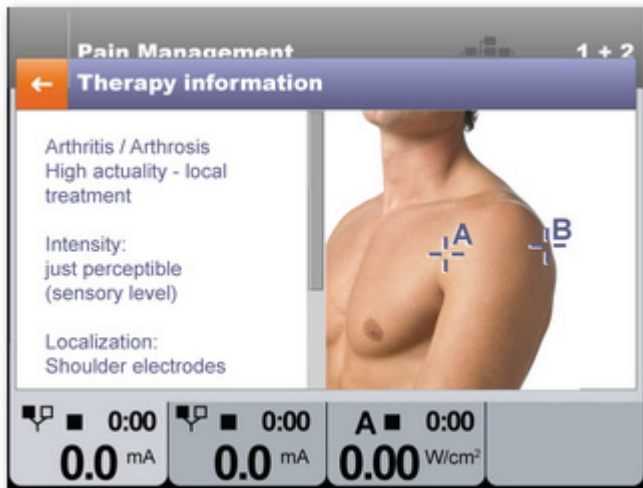 Pain Management 1 + 2
Therapy information
Arthritis / Arthrosis
High actuality - local
treatment
Intensity:
just perceptible
(sensory level)
Localization:
Shoulder electrodes
A
B
0:00 0:00 A 0:00
0.0 mA 0.0 mA 0.00 W/cm²